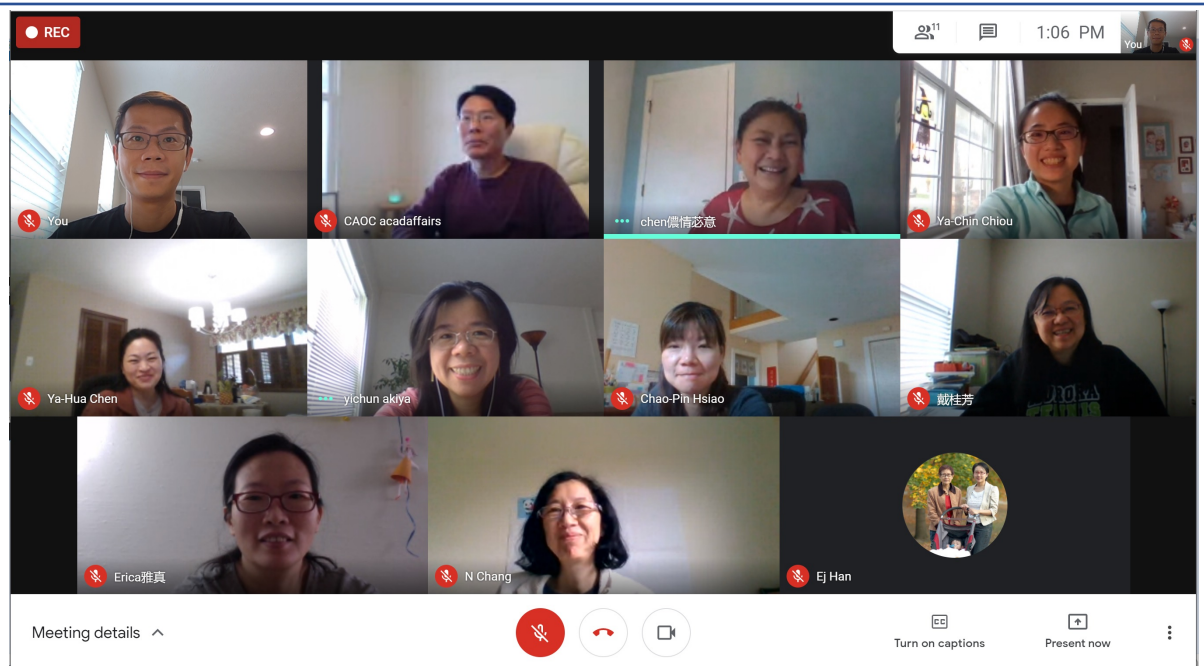 REC
11
1:06 PM
You
You
CAOC acadaffairs
chen儂情苾意
Ya-Chin Chiou
Ya-Hua Chen
yichun akiya
Chao-Pin Hsiao
戴桂芳
Erica雅真
N Chang
Ej Han
Meeting details
CC
Turn on captions
Present now